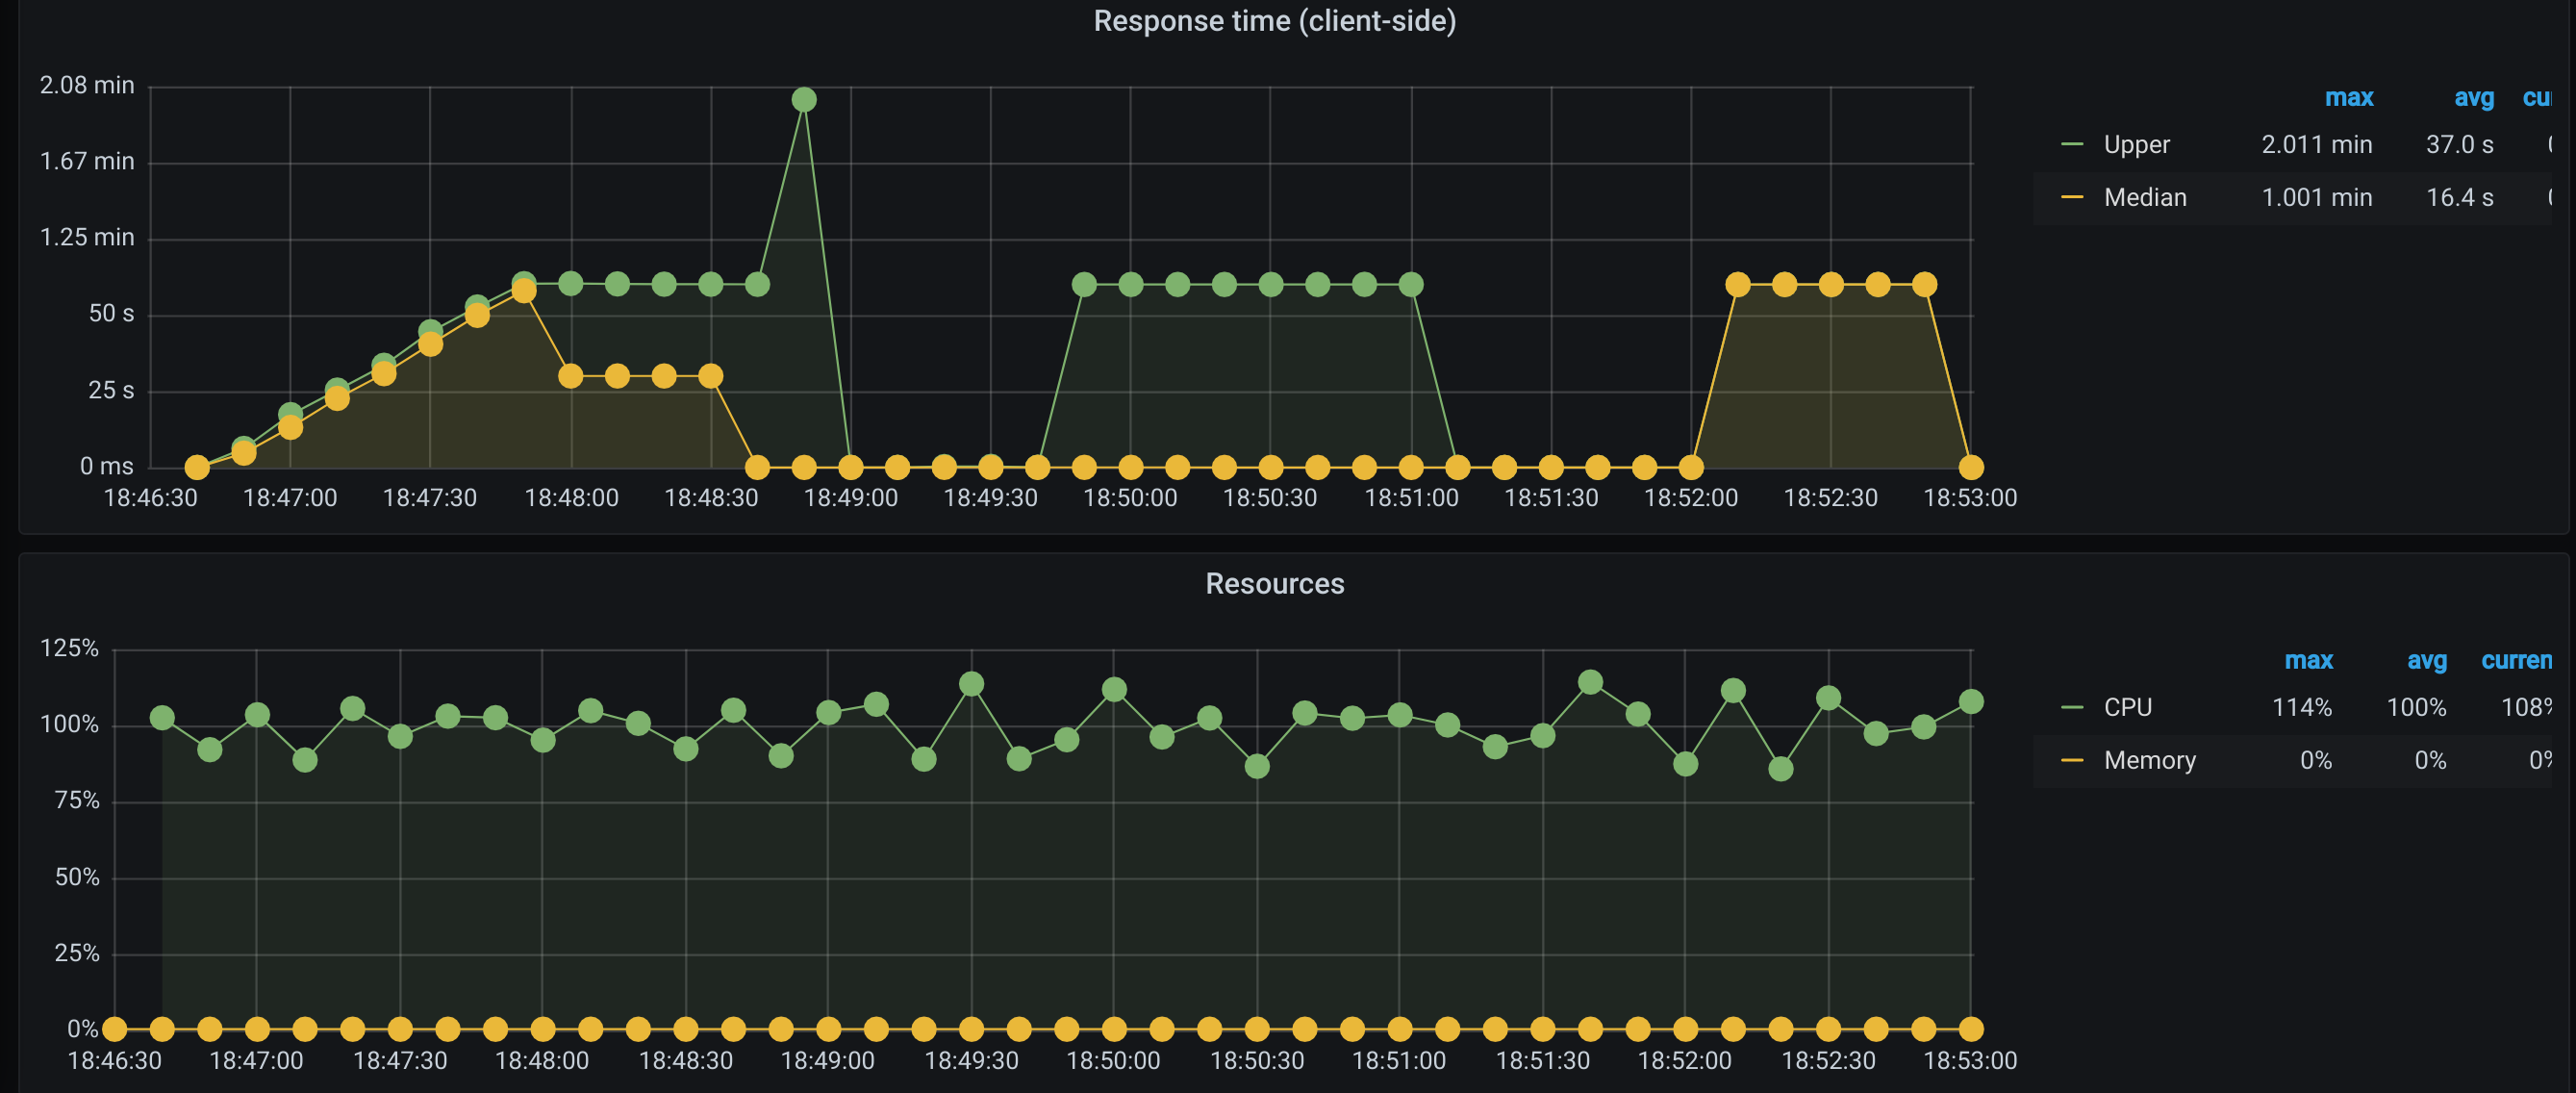 Response time (client-side)
2.08 min
1.67 min
1.25 min
50 s
25 s
0 ms
18:46:30 18:47:00 18:47:30 18:48:00 18:48:30 18:49:00 18:49:30 18:50:00 18:50:30 18:51:00 18:51:30 18:52:00 18:52:30 18:53:00
max avg
Upper 2.011 min 37.0 s
Median 1.001 min 16.4 s
Resources
125%
100%
75%
50%
25%
0%
18:46:30 18:47:00 18:47:30 18:48:00 18:48:30 18:49:00 18:49:30 18:50:00 18:50:30 18:51:00 18:51:30 18:52:00 18:52:30 18:53:00
max avg curren
CPU 114% 100% 108%
Memory 0% 0% 0%